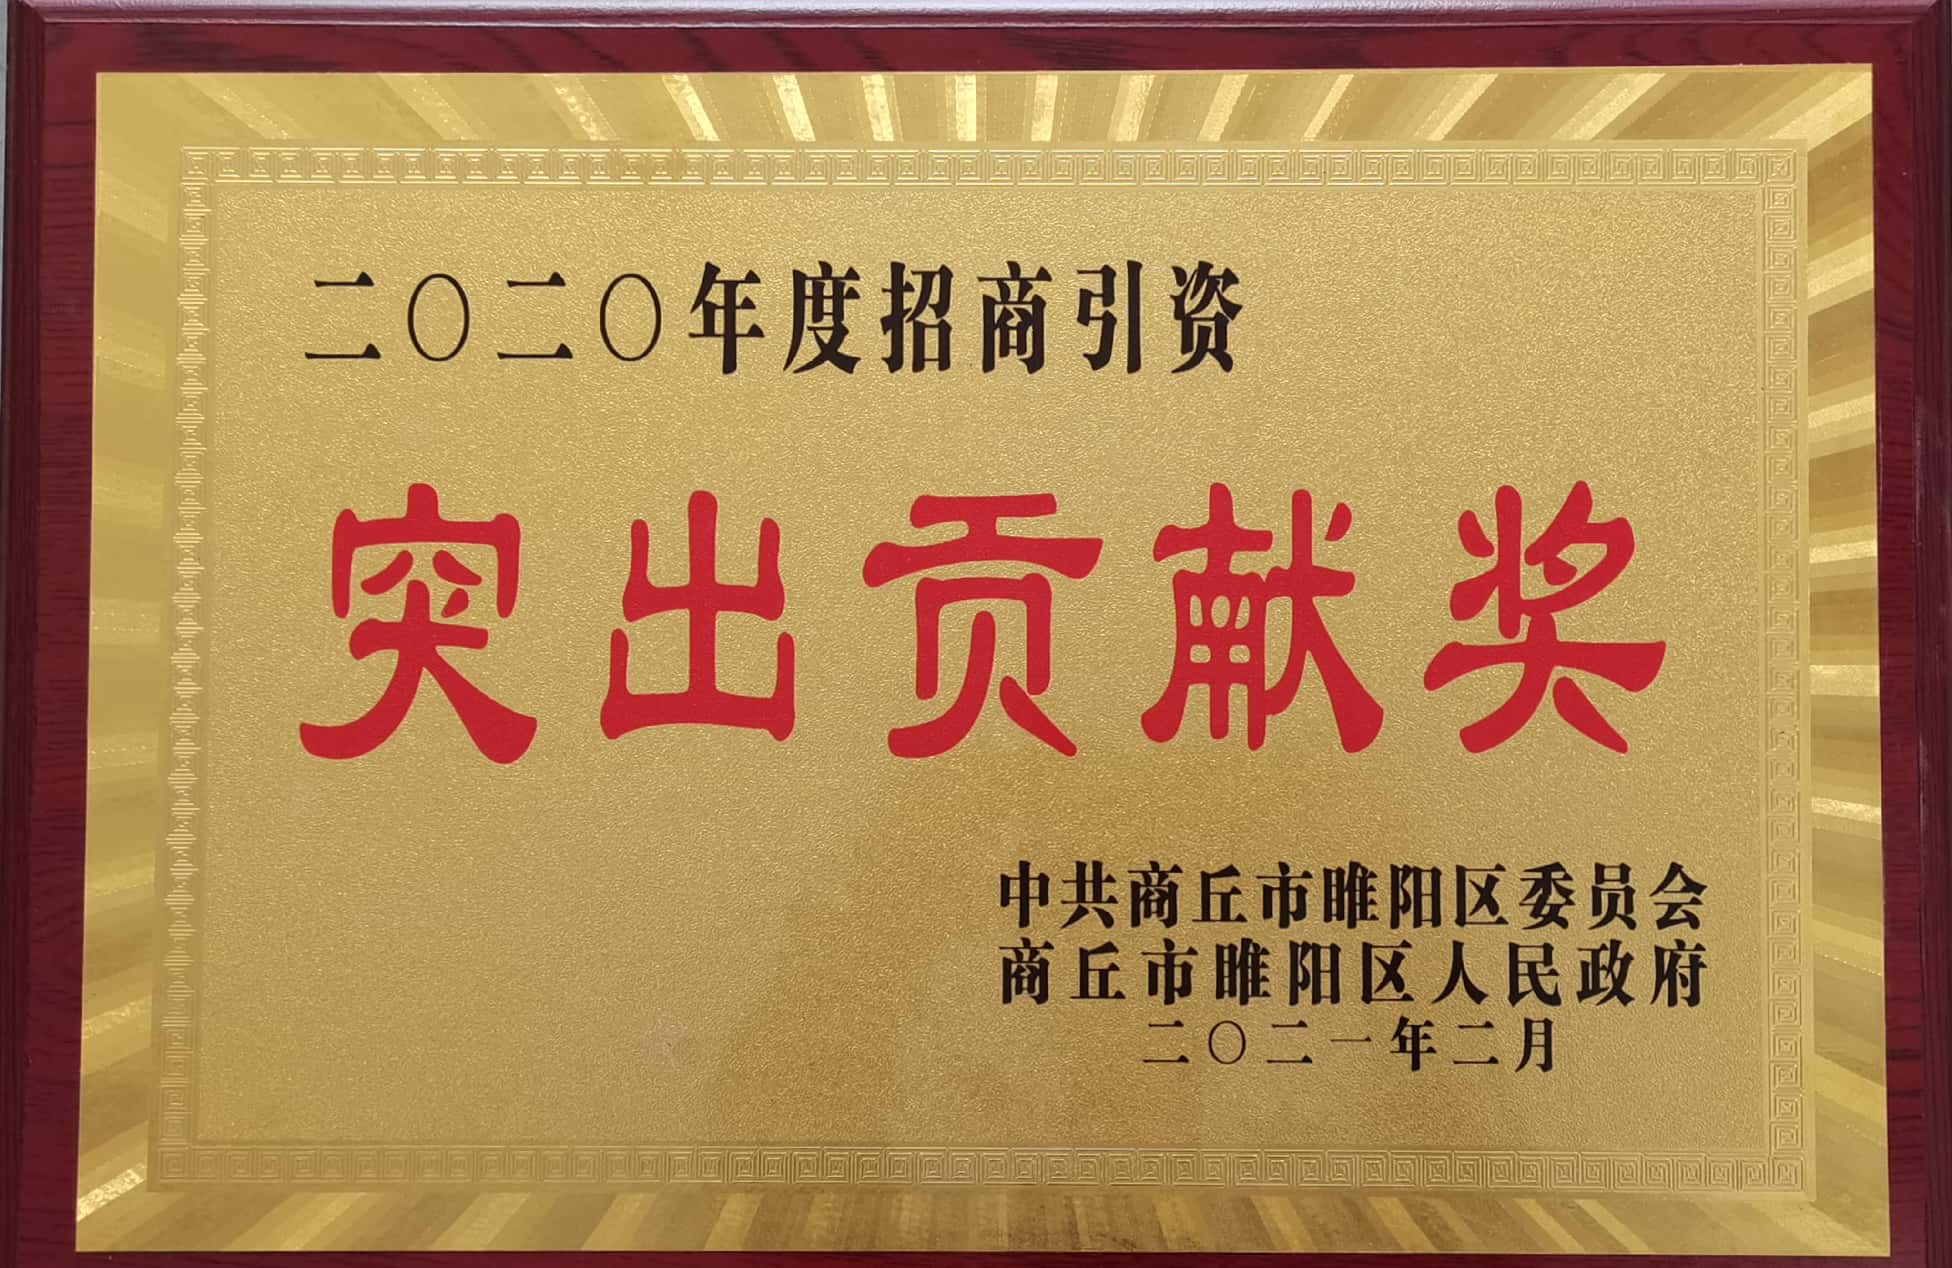 二〇二〇年度招商引资
突出贡献奖
中共商丘市睢阳区委员会
商丘市睢阳区人民政府
二〇二一年二月